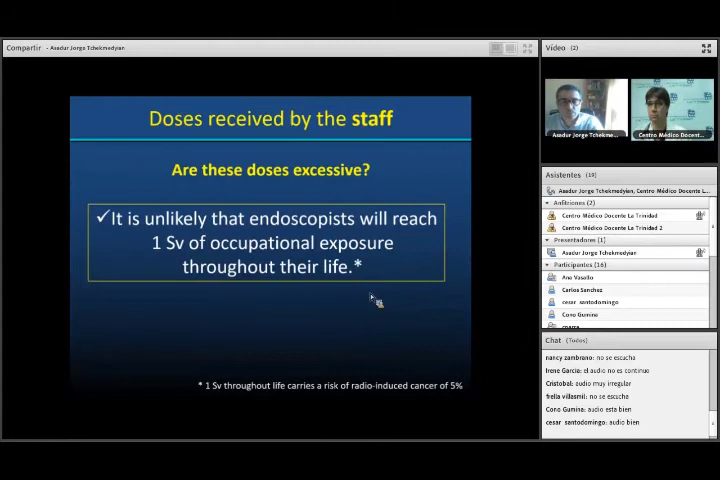 Compartir - Asadur Jorge Tchekmedyian
Doses received by the staff
Are these doses excessive?
✓It is unlikely that endoscopists will reach
1 Sv of occupational exposure
throughout their life.*
* 1 Sv throughout life carries a risk of radio-induced cancer of 5%
Vídeo (2)
Asadur Jorge Tchekme...
Centro Médico Docente...
Asistentes (19)
Asadur Jorge Tchekmedyien, Centro Médico Docente L...
Anfitriones (2)
Centro Médico Docente La Trinidad
Centro Médico Docente La Trinidad 2
Presentadores (1)
Asadur Jorge Tchekmedyian
Participantes (16)
Ana Vasallo
Carlos Sanchez
cesar santodomingo
Cono Gumina
Chat (Todos)
nancy zambrano: no se escucha
Irene Garcia: el audio no es continuo
Cristobal: audio muy irregular
frella villasmil: no se escucha
Cono Gumina: audio esta bien
cesar santodomingo: audio bien